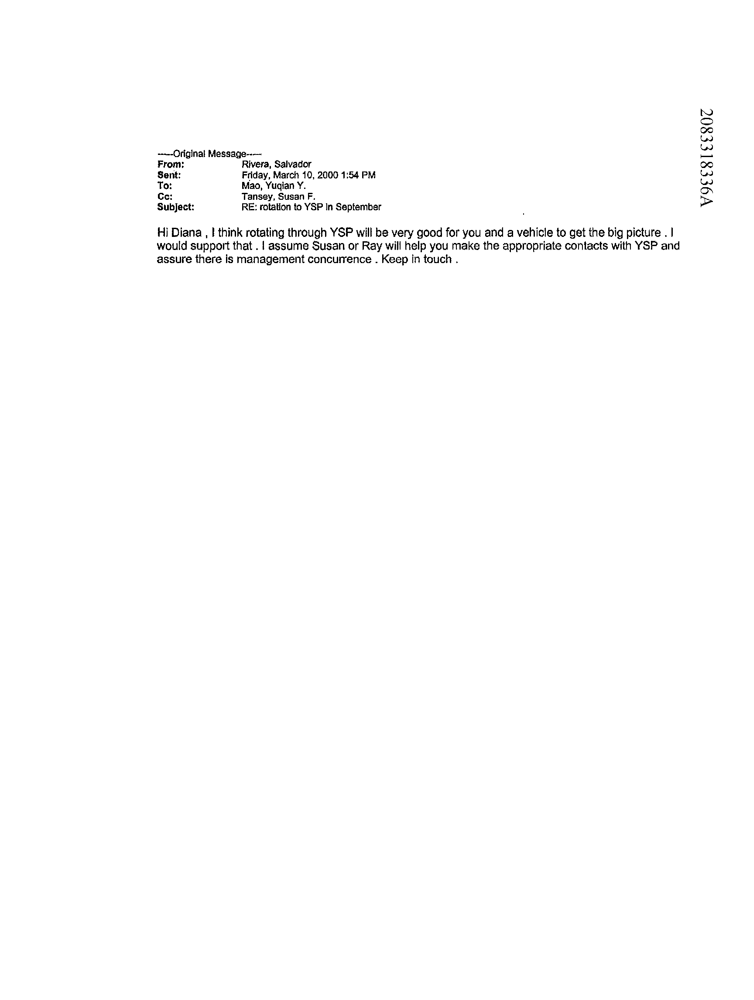 -----Original Message-----
From: Rivera, Salvador
Sent: Friday, March 10, 2000 1:54 PM
To: Mao, Yuqian Y.
Cc: Tansey, Susan F.
Subject: RE: rotation to YSP in September
Hi Diana , I think rotating through YSP will be very good for you and a vehicle to get the big picture . I
would support that . I assume Susan or Ray will help you make the appropriate contacts with YSP and
assure there is management concurrence . Keep in touch .
2083318336A